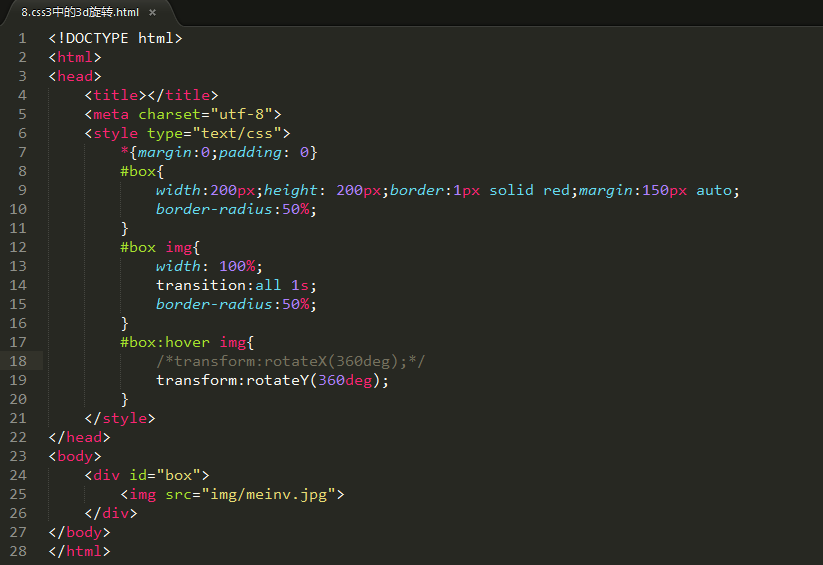 8.css3中的3d旋转.html ×
1 <!DOCTYPE html>
2 <html>
3 <head>
4     <title></title>
5     <meta charset="utf-8">
6     <style type="text/css">
7         *{margin:0;padding: 0}
8         #box{
9             width:200px;height: 200px;border:1px solid red;margin:150px auto;
10             border-radius:50%;
11         }
12         #box img{
13             width: 100%;
14             transition:all 1s;
15             border-radius:50%;
16         }
17         #box:hover img{
18             /*transform:rotateX(360deg);*/
19             transform:rotateY(360deg);
20         }
21     </style>
22 </head>
23 <body>
24     <div id="box">
25         <img src="img/meinv.jpg">
26     </div>
27 </body>
28 </html>